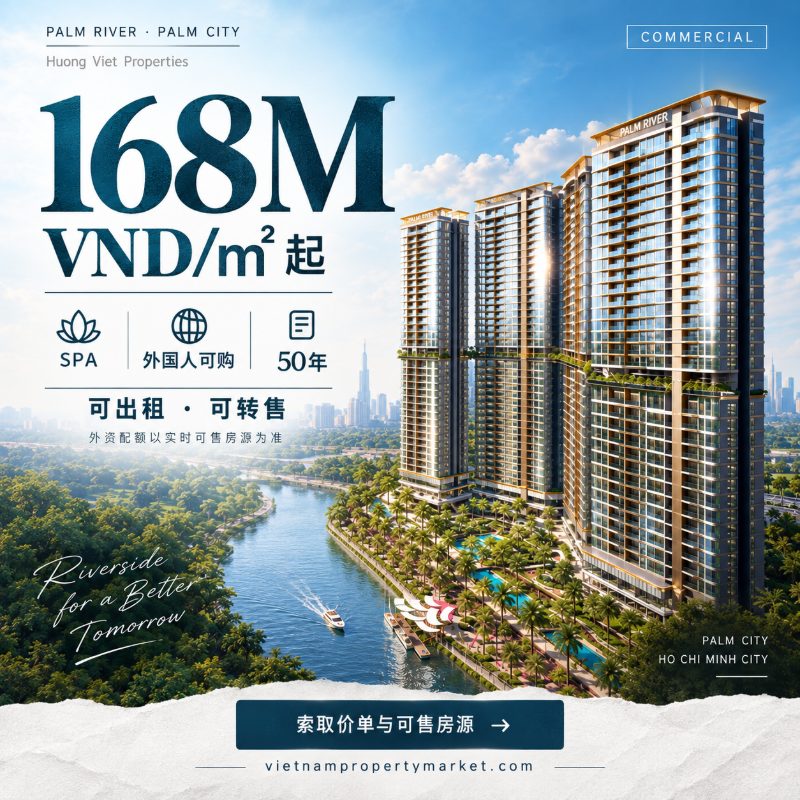 PALM RIVER · PALM CITY
Huong Viet Properties
COMMERCIAL
168M
VND/m² 起
SPA
外国人可购
50年
可出租 · 可转售
外资配额以实时可售房源为准
PALM RIVER
PALM RIVER
Riverside
for a Better
Tomorrow
PALM CITY
HO CHI MINH CITY
索取价单与可售房源 →
vietnampropertymarket.com